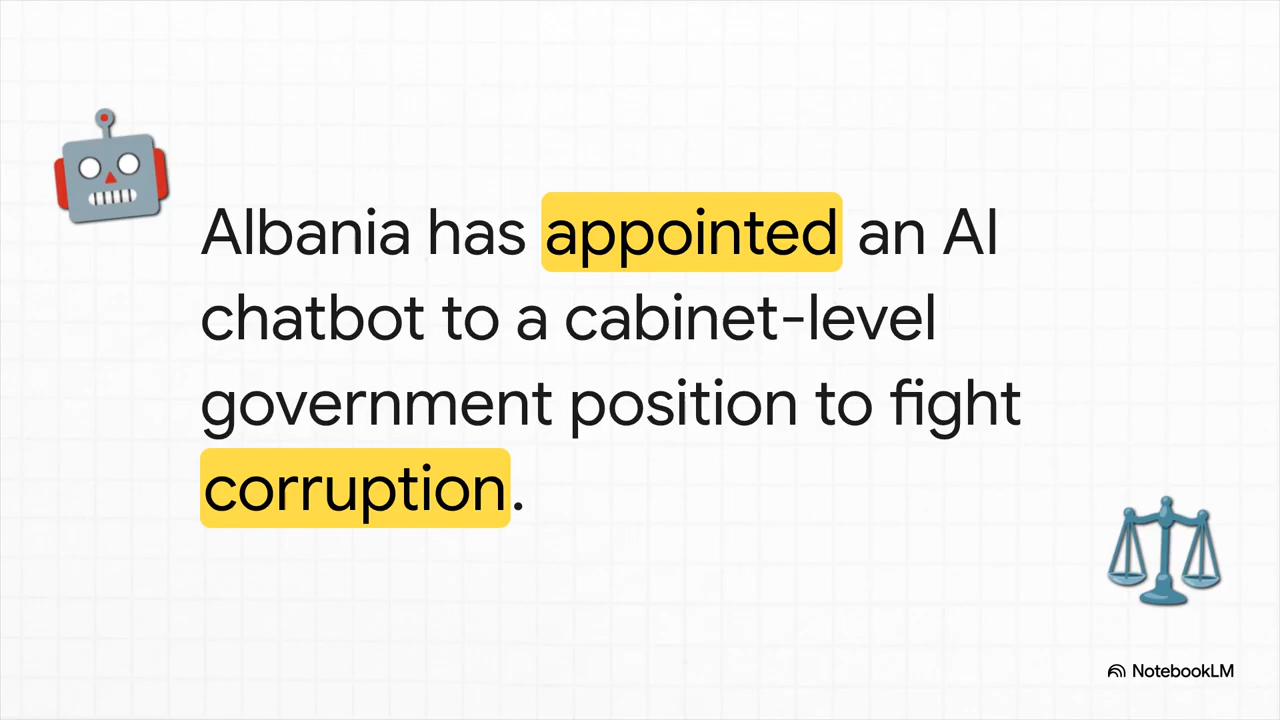 Albania has appointed an AI
chatbot to a cabinet-level
government position to fight
corruption.
NotebookLM